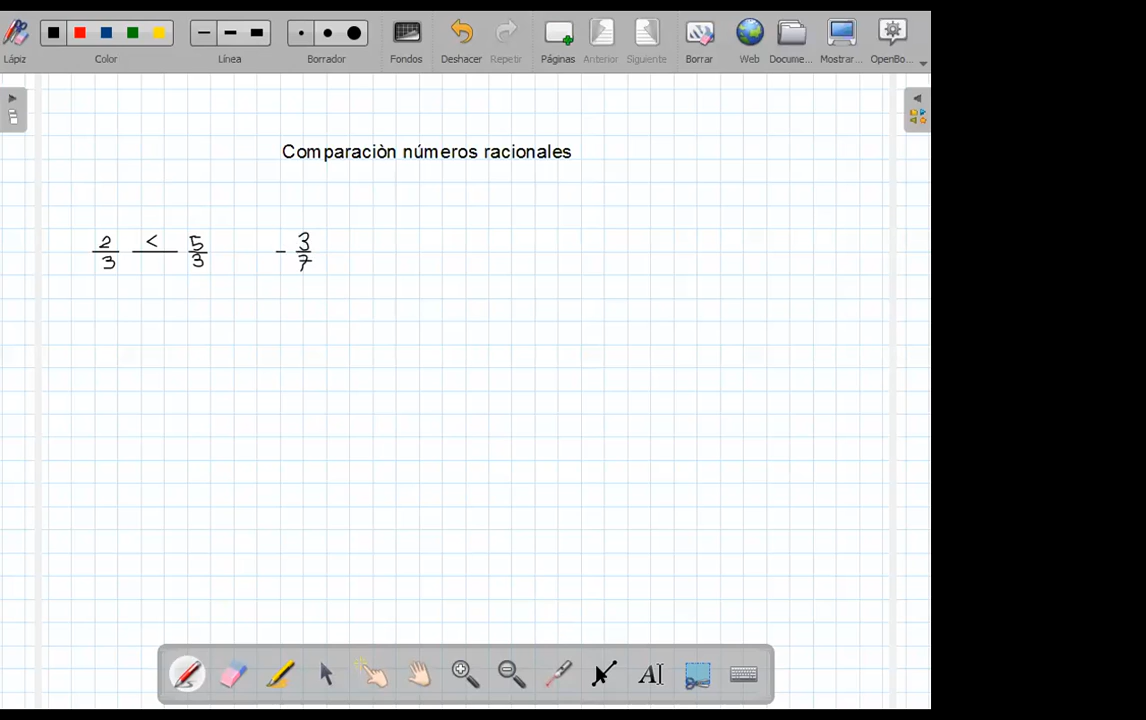 Lápiz Color Línea Borrador Fondos Deshacer Repetir Páginas Anterior Siguiente Borrar Web Docume... Mostrar... OpenBo...
Comparaciòn números racionales
2/3 < 5/3 - 3/7
AI